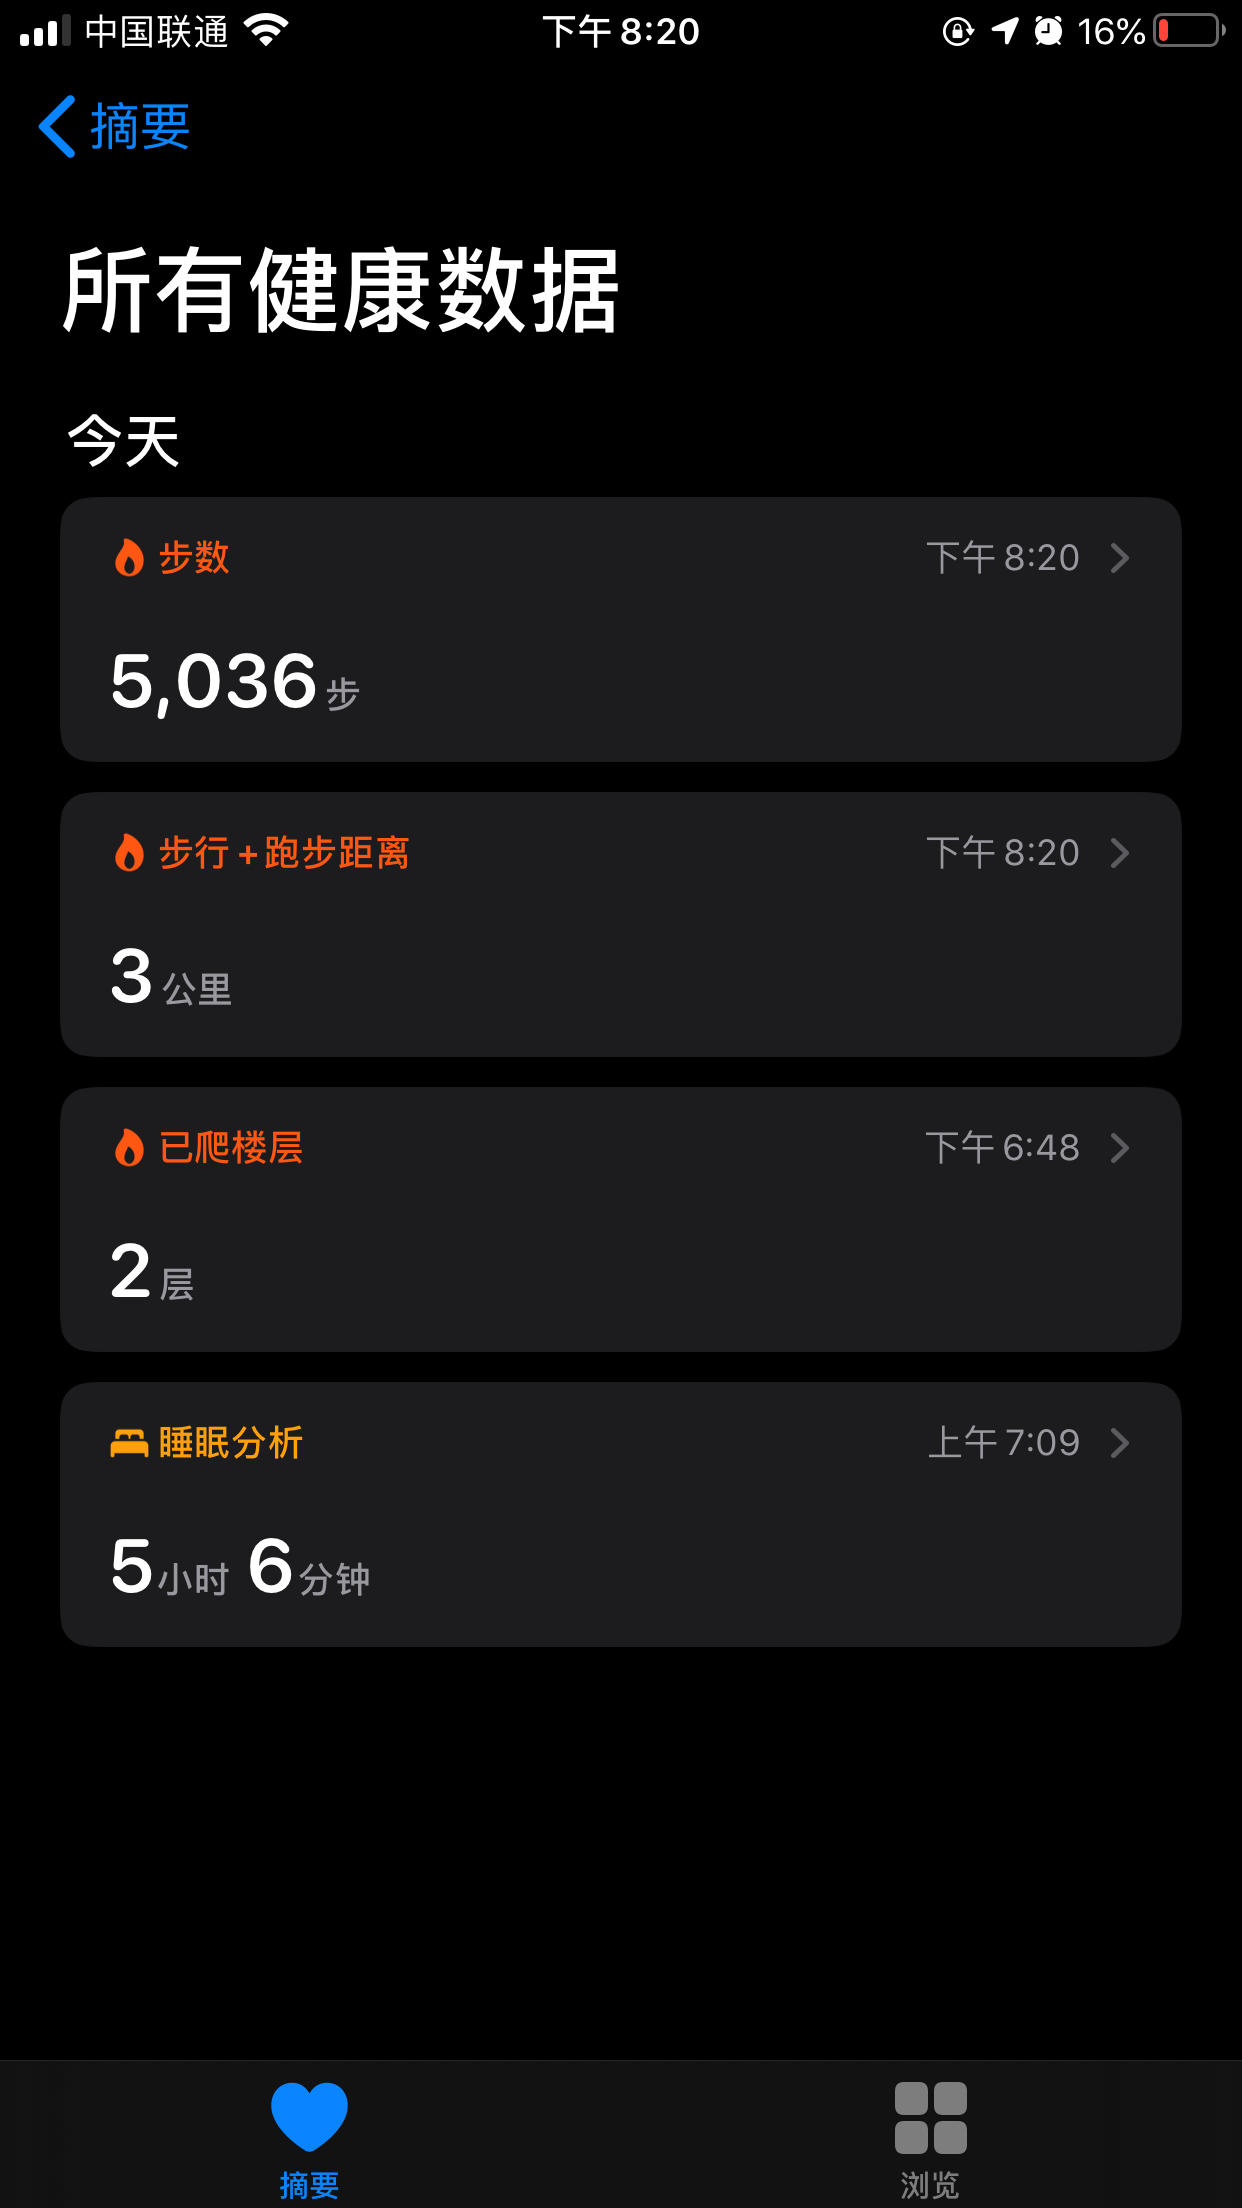 中国联通 下午 8:20 16%
摘要
所有健康数据
今天
步数 下午 8:20
5,036 步
步行 + 跑步距离 下午 8:20
3 公里
已爬楼层 下午 6:48
2 层
睡眠分析 上午 7:09
5小时 6分钟
摘要 浏览